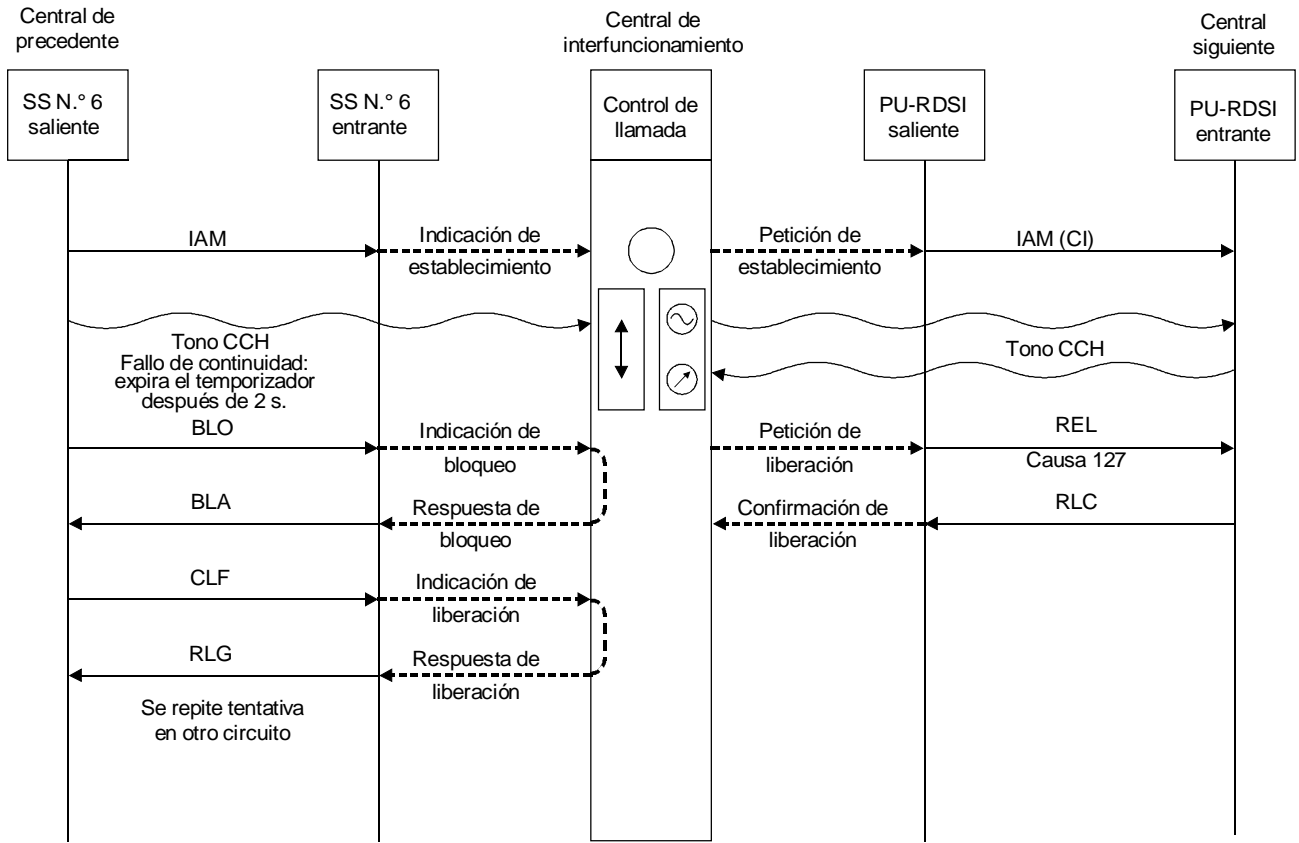 Central de
precedente
Central de
interfuncionamiento
Central
siguiente
SS N.° 6
saliente
SS N.° 6
entrante
Control de
llamada
PU-RDSI
saliente
PU-RDSI
entrante
IAM
Indicación de
establecimiento
Petición de
establecimiento
IAM (CI)
Tono CCH
Fallo de continuidad:
expira el temporizador
después de 2 s.
Tono CCH
BLO
Indicación de
bloqueo
Petición de
liberación
REL
Causa 127
BLA
Respuesta de
bloqueo
Confirmación de
liberación
RLC
CLF
Indicación de
liberación
RLG
Respuesta de
liberación
Se repite tentativa
en otro circuito